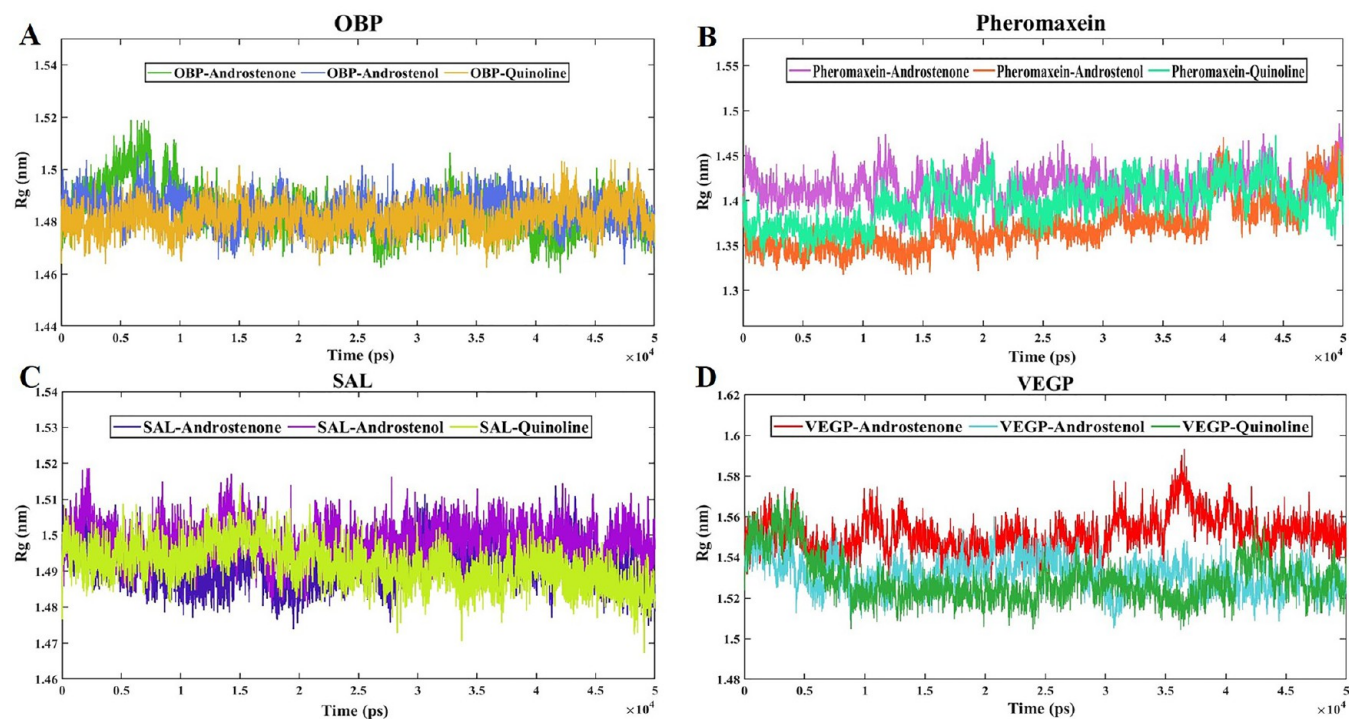 A OBP
1.54
1.52
1.5
1.48
1.46
1.44
Rg (nm)
OBP-Androstenone OBP-Androstenol OBP-Quinoline
0 0.5 1 1.5 2 2.5 3 3.5 4 4.5 5
Time (ps) ×10⁴
B Pheromaxein
1.55
1.5
1.45
1.4
1.35
1.3
Rg (nm)
Pheromaxein-Androstenone Pheromaxein-Androstenol Pheromaxein-Quinoline
0 0.5 1 1.5 2 2.5 3 3.5 4 4.5 5
Time (ps) ×10⁴
C SAL
1.54
1.53
1.52
1.51
1.5
1.49
1.48
1.47
1.46
Rg (nm)
SAL-Androstenone SAL-Androstenol SAL-Quinoline
0 0.5 1 1.5 2 2.5 3 3.5 4 4.5 5
Time (ps) ×10⁴
D VEGP
1.62
1.6
1.58
1.56
1.54
1.52
1.5
1.48
Rg (nm)
VEGP-Androstenone VEGP-Androstenol VEGP-Quinoline
0 0.5 1 1.5 2 2.5 3 3.5 4 4.5 5
Time (ps) ×10⁴